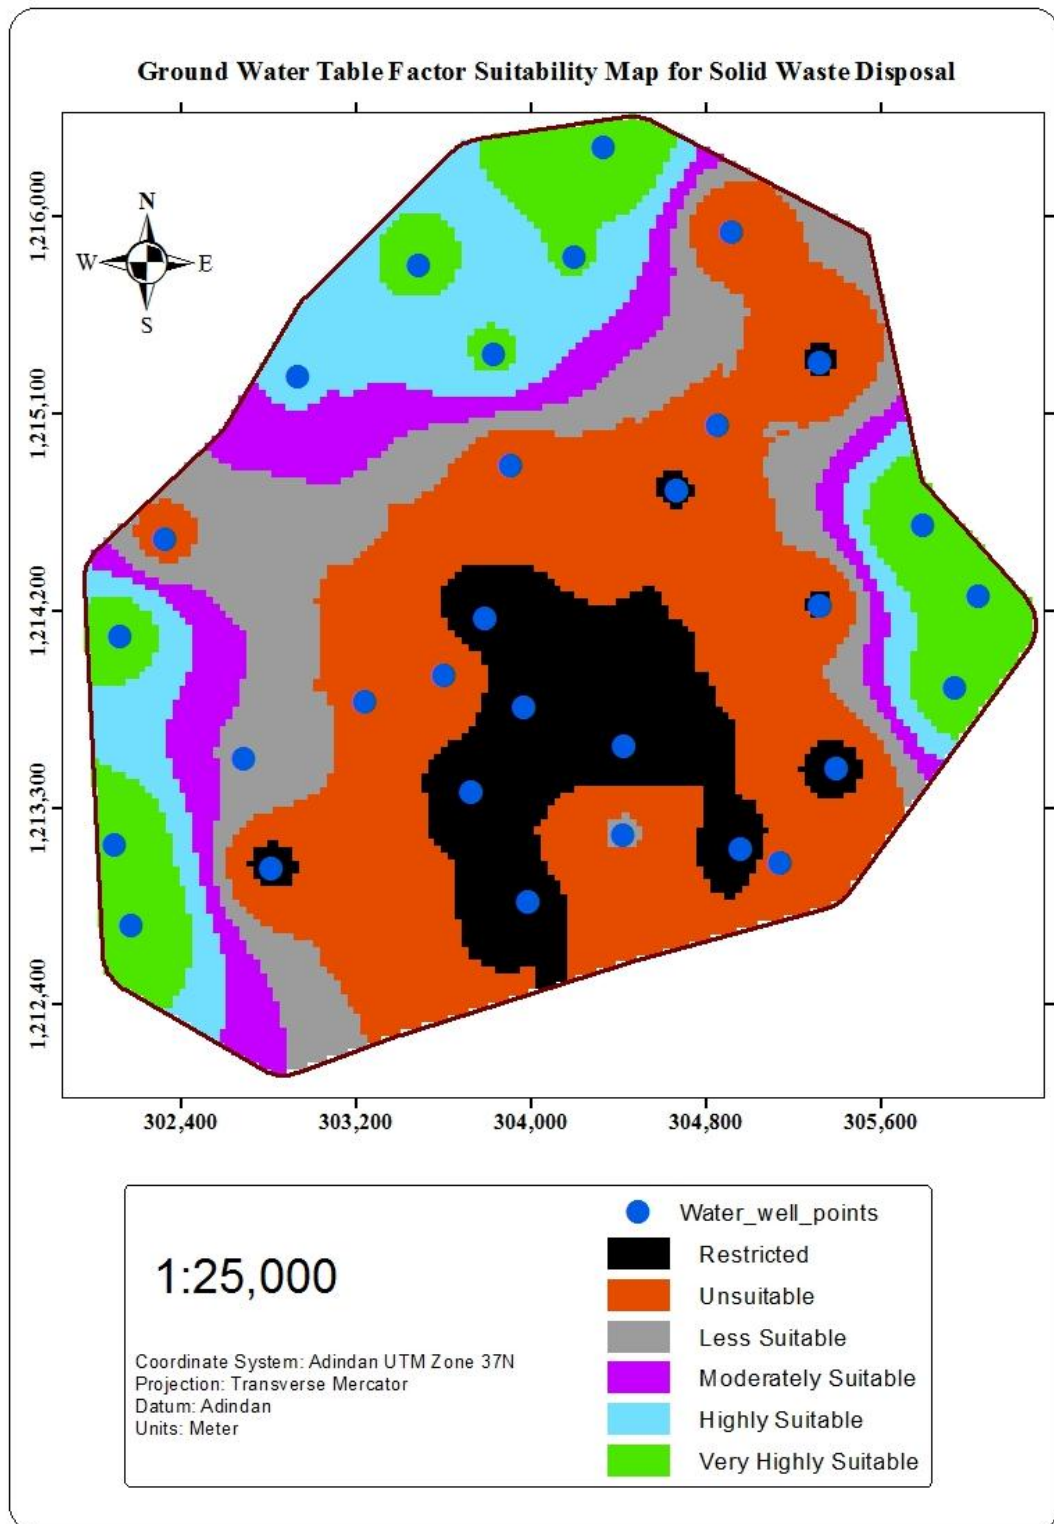 Ground Water Table Factor Suitability Map for Solid Waste Disposal
N
W E
S
1,216,000
1,215,100
1,214,200
1,213,300
1,212,400
302,400 303,200 304,000 304,800 305,600
1:25,000
Coordinate System: Adindan UTM Zone 37N
Projection: Transverse Mercator
Datum: Adindan
Units: Meter
Water_well_points
Restricted
Unsuitable
Less Suitable
Moderately Suitable
Highly Suitable
Very Highly Suitable